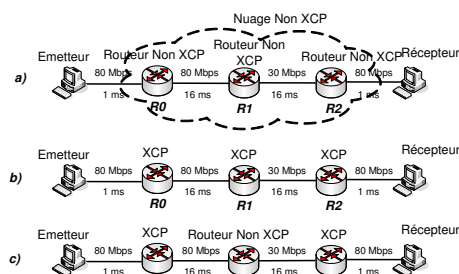 Nuage Non XCP
Emetteur Routeur Non XCP Routeur Non XCP Routeur Non XCP Récepteur
a) 80 Mbps 80 Mbps 30 Mbps 80 Mbps
1 ms R0 16 ms R1 16 ms R2 1 ms
Emetteur XCP XCP XCP Récepteur
b) 80 Mbps 80 Mbps 30 Mbps 80 Mbps
1 ms R0 16 ms R1 16 ms R2 1 ms
Emetteur XCP Routeur Non XCP XCP Récepteur
c) 80 Mbps 80 Mbps 30 Mbps 80 Mbps
1 ms 16 ms 16 ms 1 ms